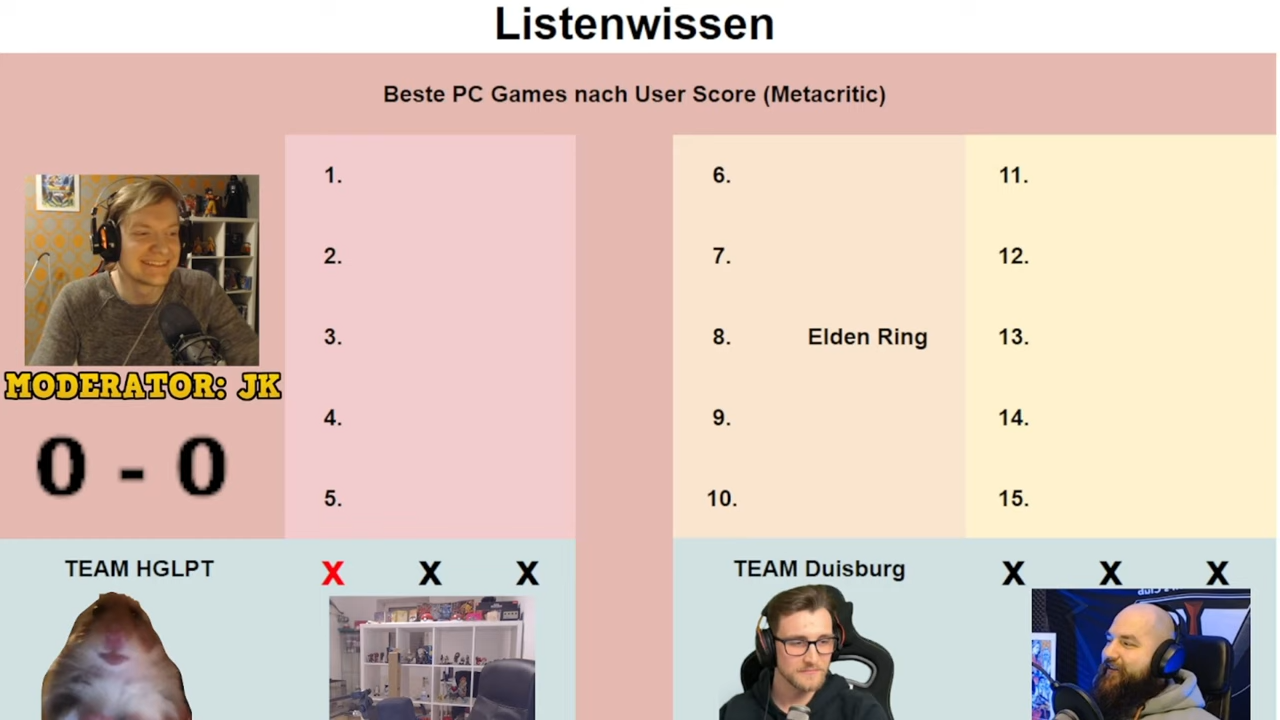 Listenwissen
Beste PC Games nach User Score (Metacritic)
1.
2.
3.
4.
5.
6.
7.
8. Elden Ring
9.
10.
11.
12.
13.
14.
15.
MODERATOR: JK
0 - 0
TEAM HGLPT
X X X
TEAM Duisburg
X X X